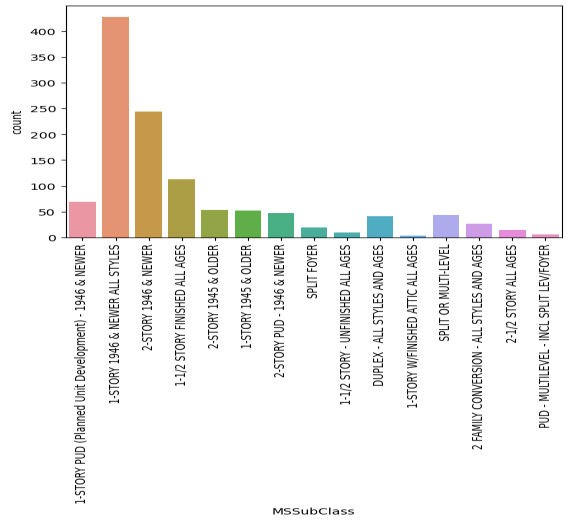 count
400
350
300
250
200
150
100
50
0
1-STORY PUD (Planned Unit Development) - 1946 & NEWER
1-STORY 1946 & NEWER ALL STYLES
2-STORY 1946 & NEWER
1-1/2 STORY FINISHED ALL AGES
2-STORY 1945 & OLDER
1-STORY 1945 & OLDER
2-STORY PUD - 1946 & NEWER
SPLIT FOYER
1-1/2 STORY - UNFINISHED ALL AGES
DUPLEX - ALL STYLES AND AGES
1-STORY W/FINISHED ATTIC ALL AGES
SPLIT OR MULTI-LEVEL
2 FAMILY CONVERSION - ALL STYLES AND AGES
2-1/2 STORY ALL AGES
PUD - MULTILEVEL - INCL SPLIT LEV/FOYER
MSSubClass